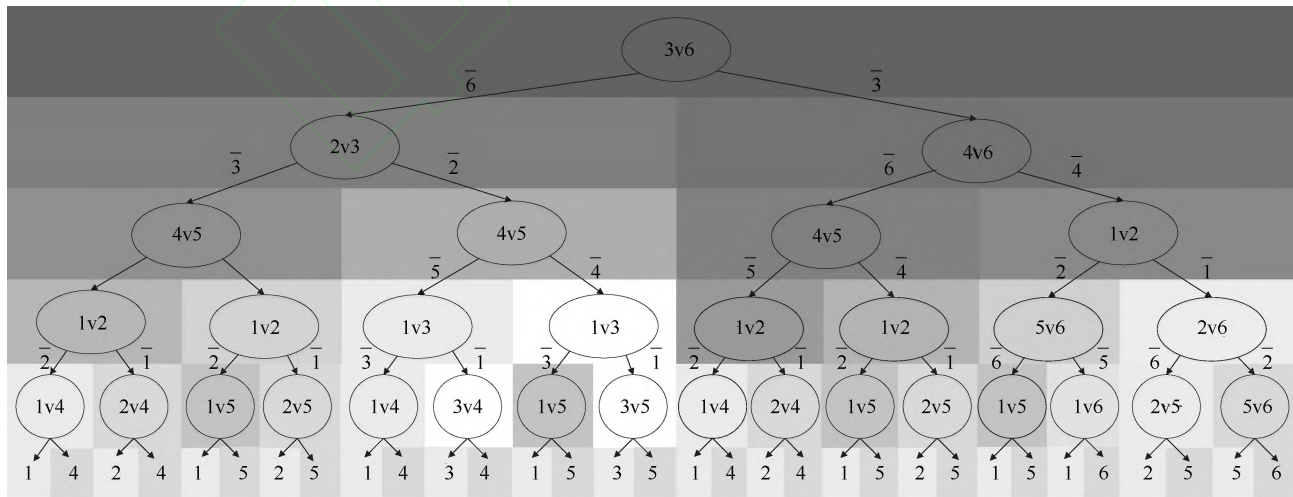 3v6
6̅ 3̅
2v3 4v6
3̅ 2̅ 6̅ 4̅
4v5 4v5 4v5 1v2
5̅ 4̅ 5̅ 4̅ 2̅ 1̅
1v2 1v2 1v3 1v3 1v2 1v2 5v6 2v6
2̅ 1̅ 2̅ 1̅ 3̅ 1̅ 3̅ 1̅ 2̅ 1̅ 2̅ 1̅ 6̅ 5̅ 6̅ 2̅
1v4 2v4 1v5 2v5 1v4 3v4 1v5 3v5 1v4 2v4 1v5 2v5 1v5 1v6 2v5 5v6
1 4 2 4 1 5 2 5 1 4 3 4 1 5 3 5 1 4 2 4 1 5 2 5 1 5 1 6 2 5 5 6